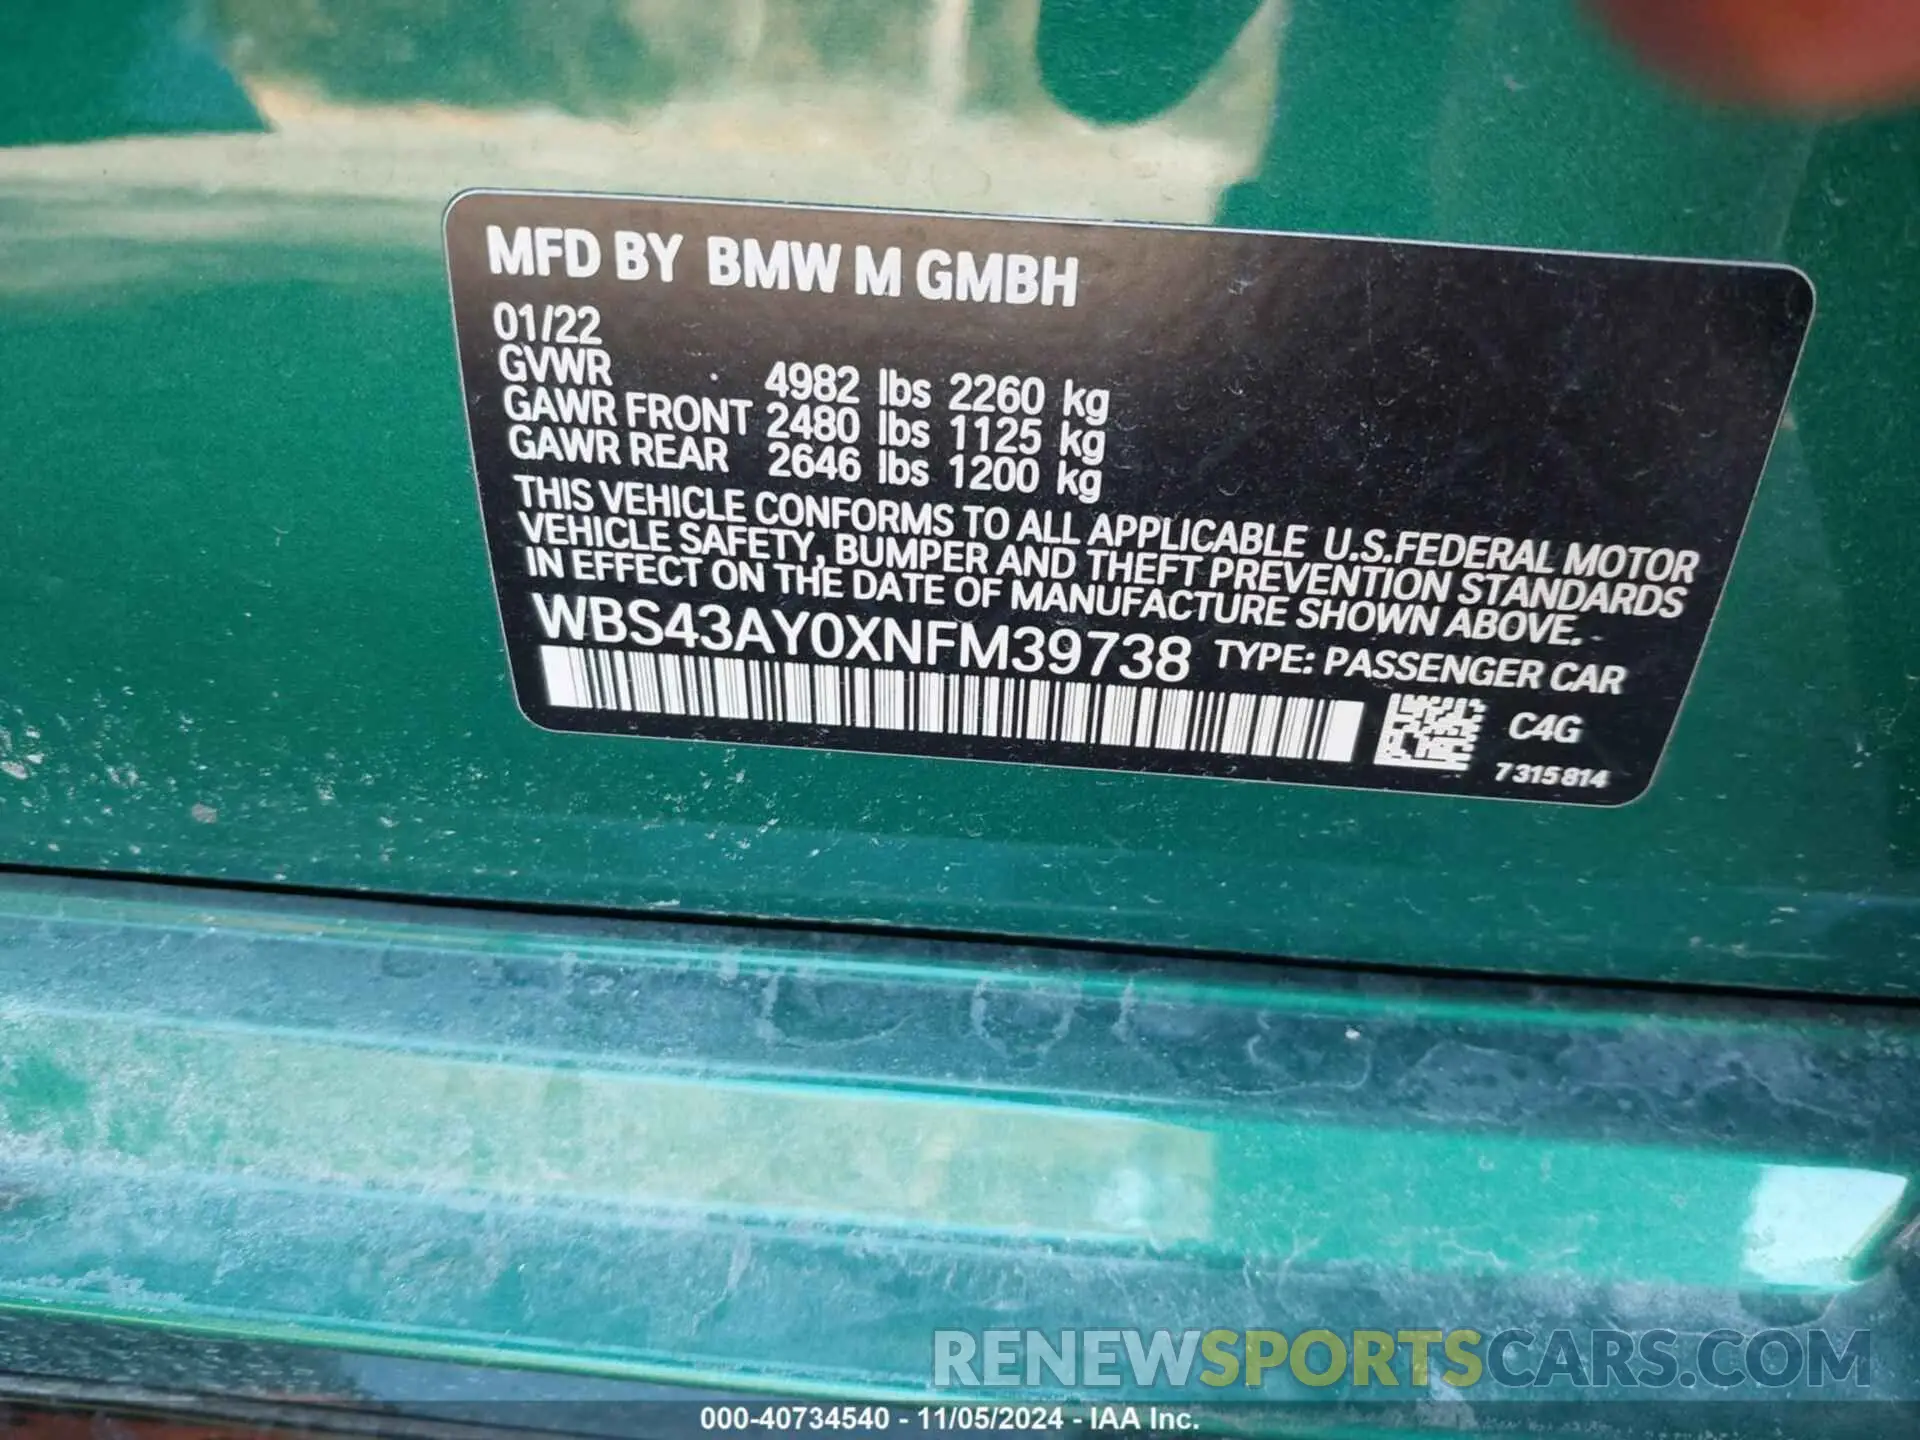 MFD BY BMW M GMBH
01/22
GVWR 4982 lbs 2260 kg
GAWR FRONT 2480 lbs 1125 kg
GAWR REAR 2646 lbs 1200 kg
THIS VEHICLE CONFORMS TO ALL APPLICABLE U.S.FEDERAL MOTOR
VEHICLE SAFETY, BUMPER AND THEFT PREVENTION STANDARDS
IN EFFECT ON THE DATE OF MANUFACTURE SHOWN ABOVE.
WBS43AY0XNFM39738 TYPE: PASSENGER CAR
C4G
7 315 814
RENEWSPORTSCARS.COM
000-40734540 - 11/05/2024 - IAA Inc.